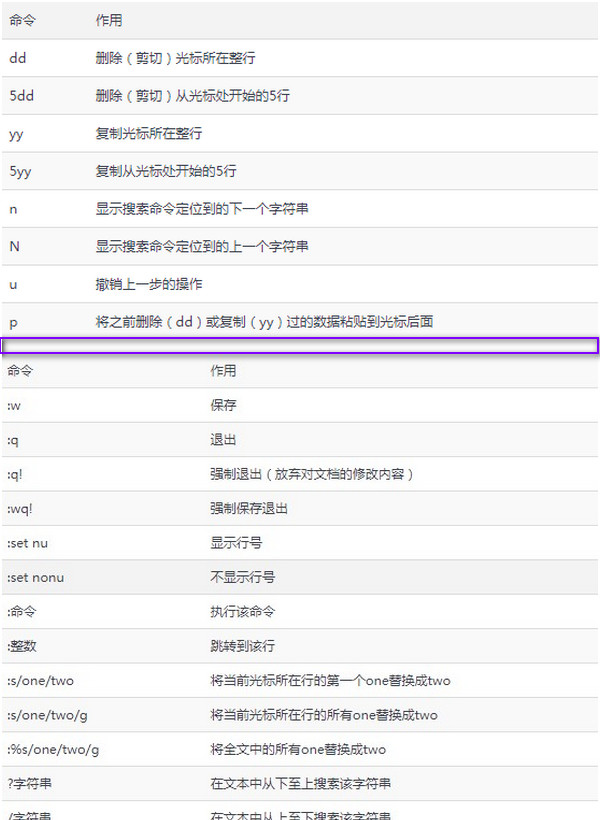 命令 作用
dd 删除（剪切）光标所在整行
5dd 删除（剪切）从光标处开始的5行
yy 复制光标所在整行
5yy 复制从光标处开始的5行
n 显示搜索命令定位到的下一个字符串
N 显示搜索命令定位到的上一个字符串
u 撤销上一步的操作
p 将之前删除（dd）或复制（yy）过的数据粘贴到光标后面
命令 作用
:w 保存
:q 退出
:q! 强制退出（放弃对文档的修改内容）
:wq! 强制保存退出
:set nu 显示行号
:set nonu 不显示行号
:命令 执行该命令
:整数 跳转到该行
:s/one/two 将当前光标所在行的第一个one替换成two
:s/one/two/g 将当前光标所在行的所有one替换成two
:%s/one/two/g 将全文中的所有one替换成two
?字符串 在文本中从下至上搜索该字符串
/字符串 在文本中从上至下搜索该字符串